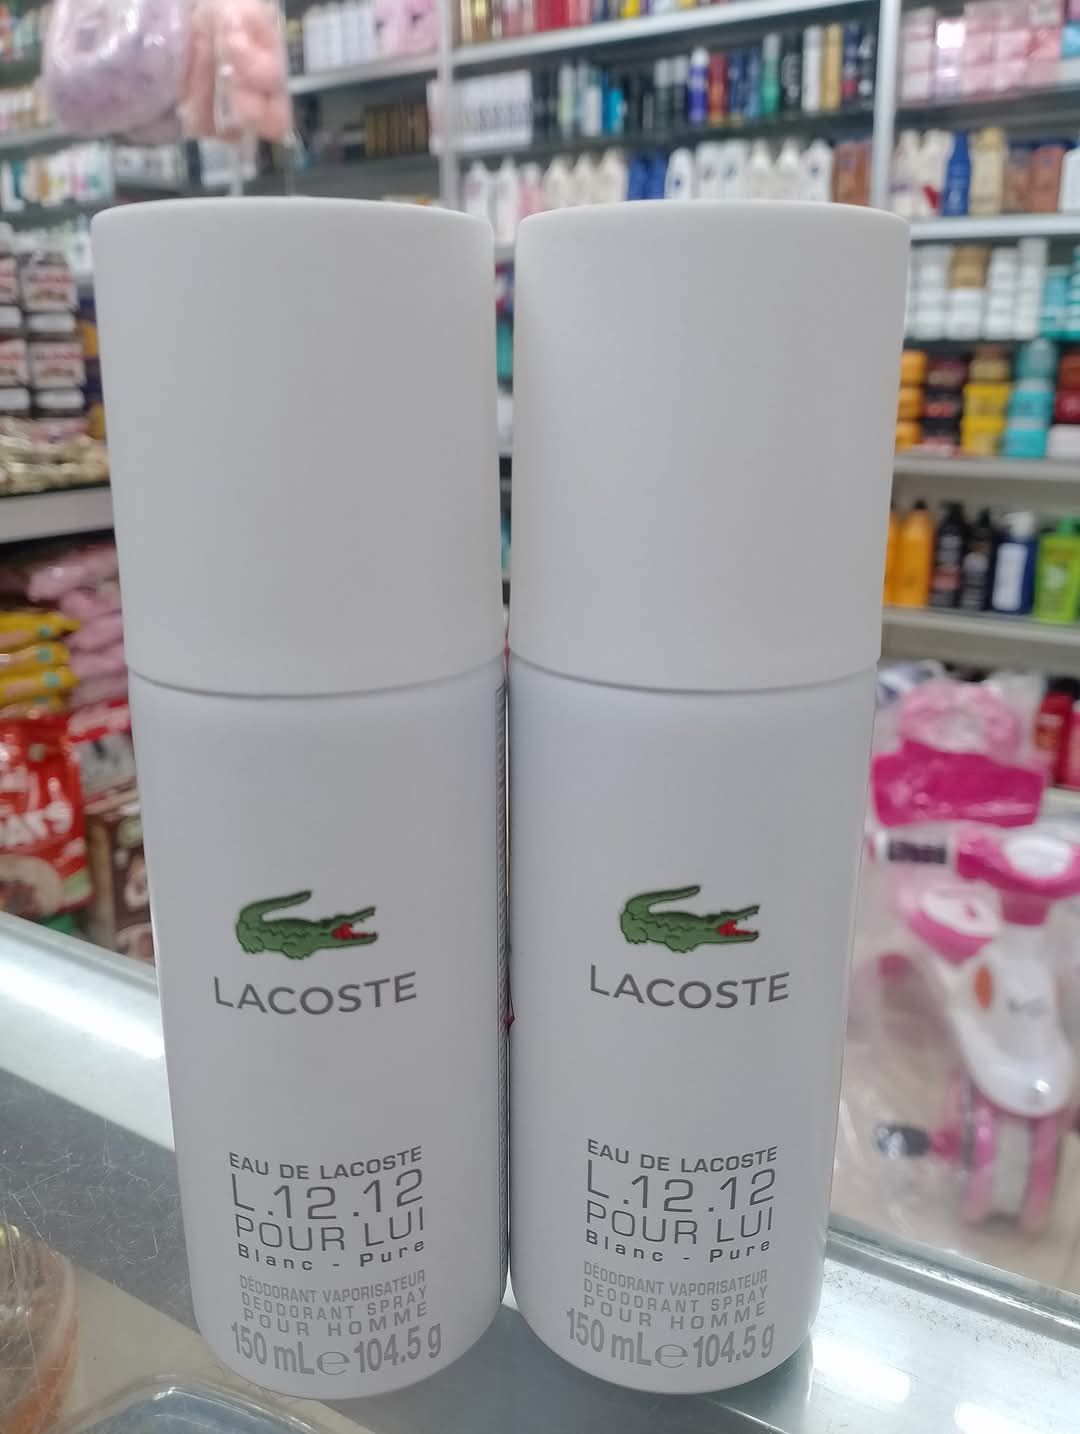 LACOSTE
EAU DE LACOSTE
L.12.12
POUR LUI
Blanc - Pure
DÉODORANT VAPORISATEUR
DEODORANT SPRAY
POUR HOMME
150 mL℮104.5 g
LACOSTE
EAU DE LACOSTE
L.12.12
POUR LUI
Blanc - Pure
DÉODORANT VAPORISATEUR
DEODORANT SPRAY
POUR HOMME
150 mL℮104.5 g